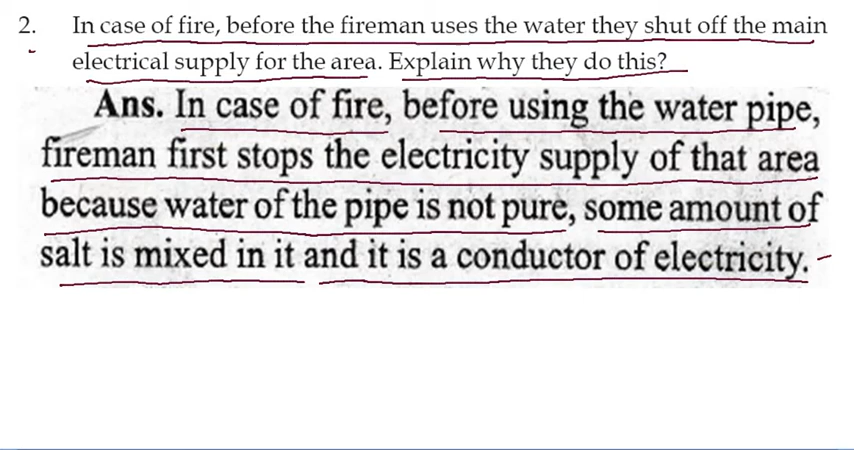 2. In case of fire, before the fireman uses the water they shut off the main
electrical supply for the area. Explain why they do this?
Ans. In case of fire, before using the water pipe,
fireman first stops the electricity supply of that area
because water of the pipe is not pure, some amount of
salt is mixed in it and it is a conductor of electricity.